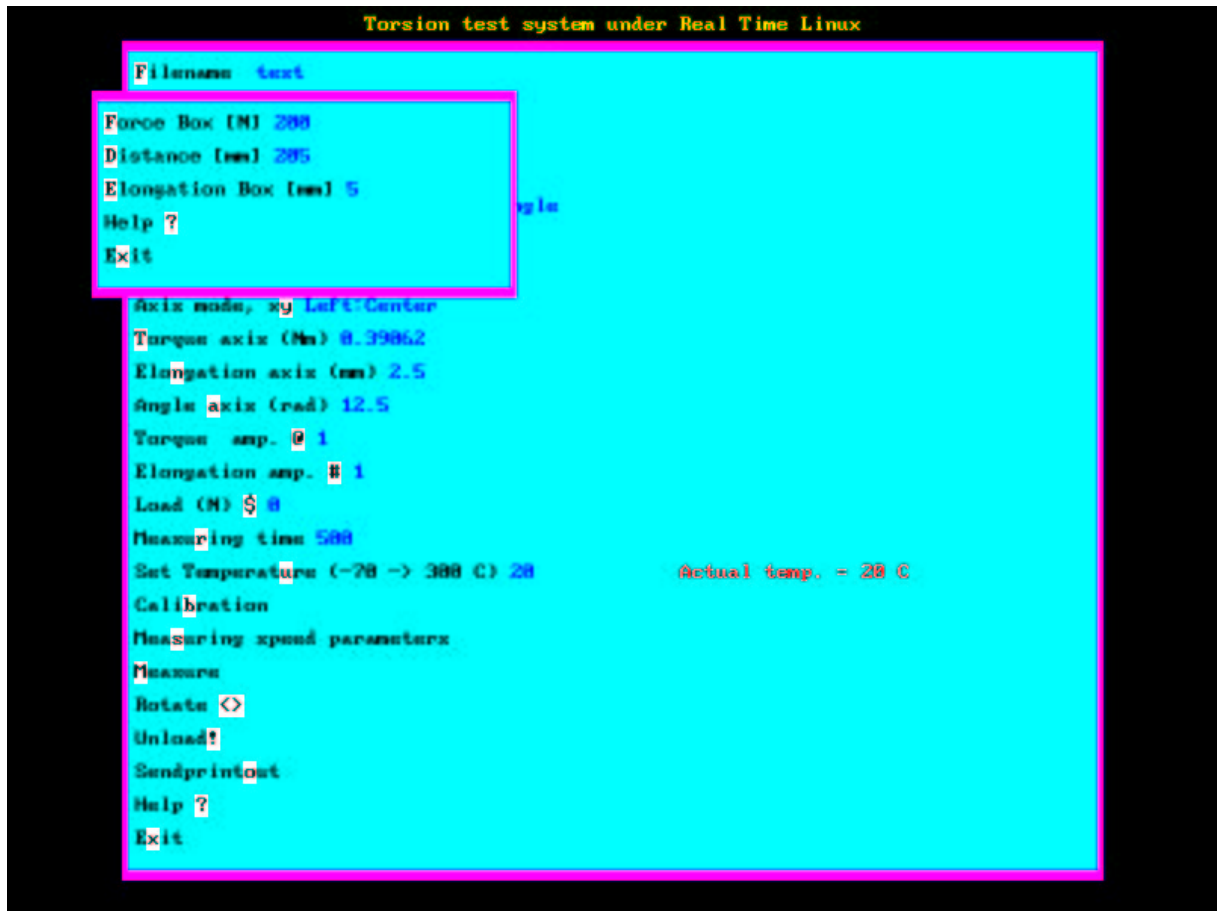 Torsion test system under Real Time Linux
Filename text
Force Box [N] 200
Distance [mm] 205
Elongation Box [mm] 5
Help ?
Exit
ngle
Axis mode, xy Left:Center
Torque axis (Nm) 0.39062
Elongation axis (mm) 2.5
Angle axis (rad) 12.5
Torque amp. @ 1
Elongation amp. # 1
Load (N) $ 0
Measuring time 500
Set Temperature (-70 -> 300 C) 20 Actual temp. = 20 C
Calibration
Measuring speed parameters
Measure
Rotate <>
Unload!
Sendprintout
Help ?
Exit